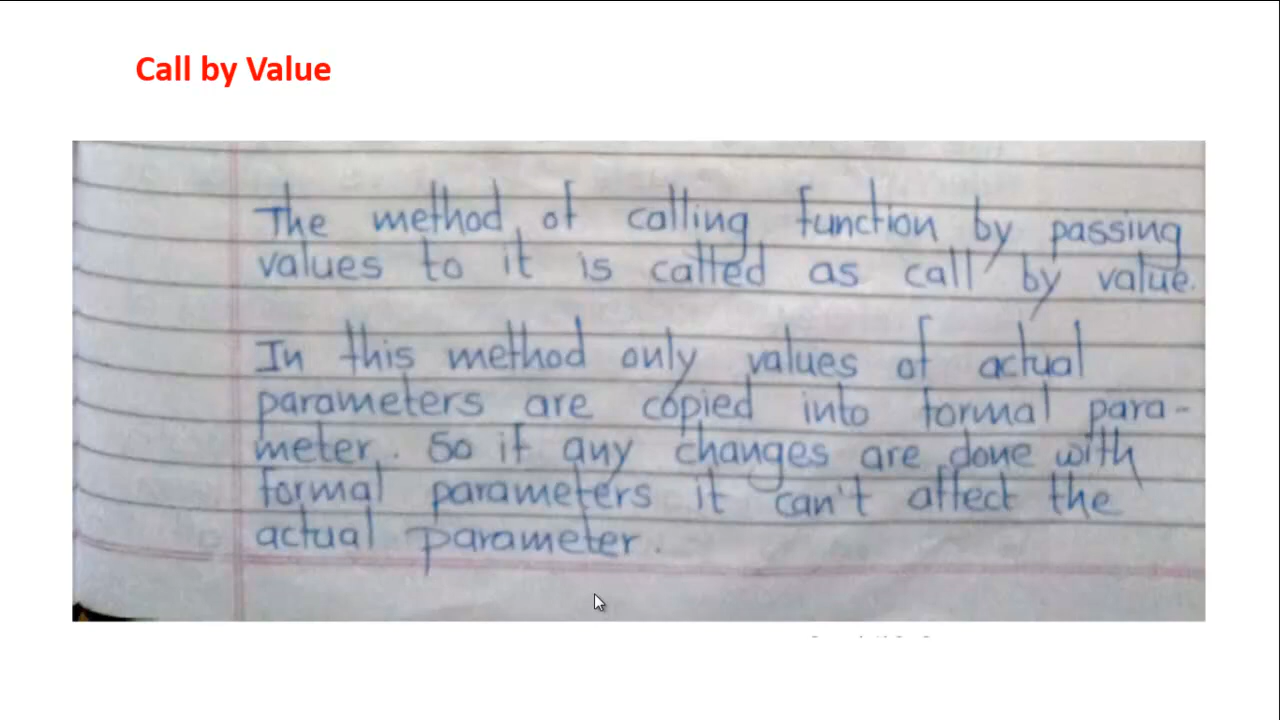 Call by Value
The method of calling function by passing
values to it is called as call by value.
In this method only values of actual
parameters are copied into formal para-
meter. So if any changes are done with
formal parameters it can't affect the
actual parameter.